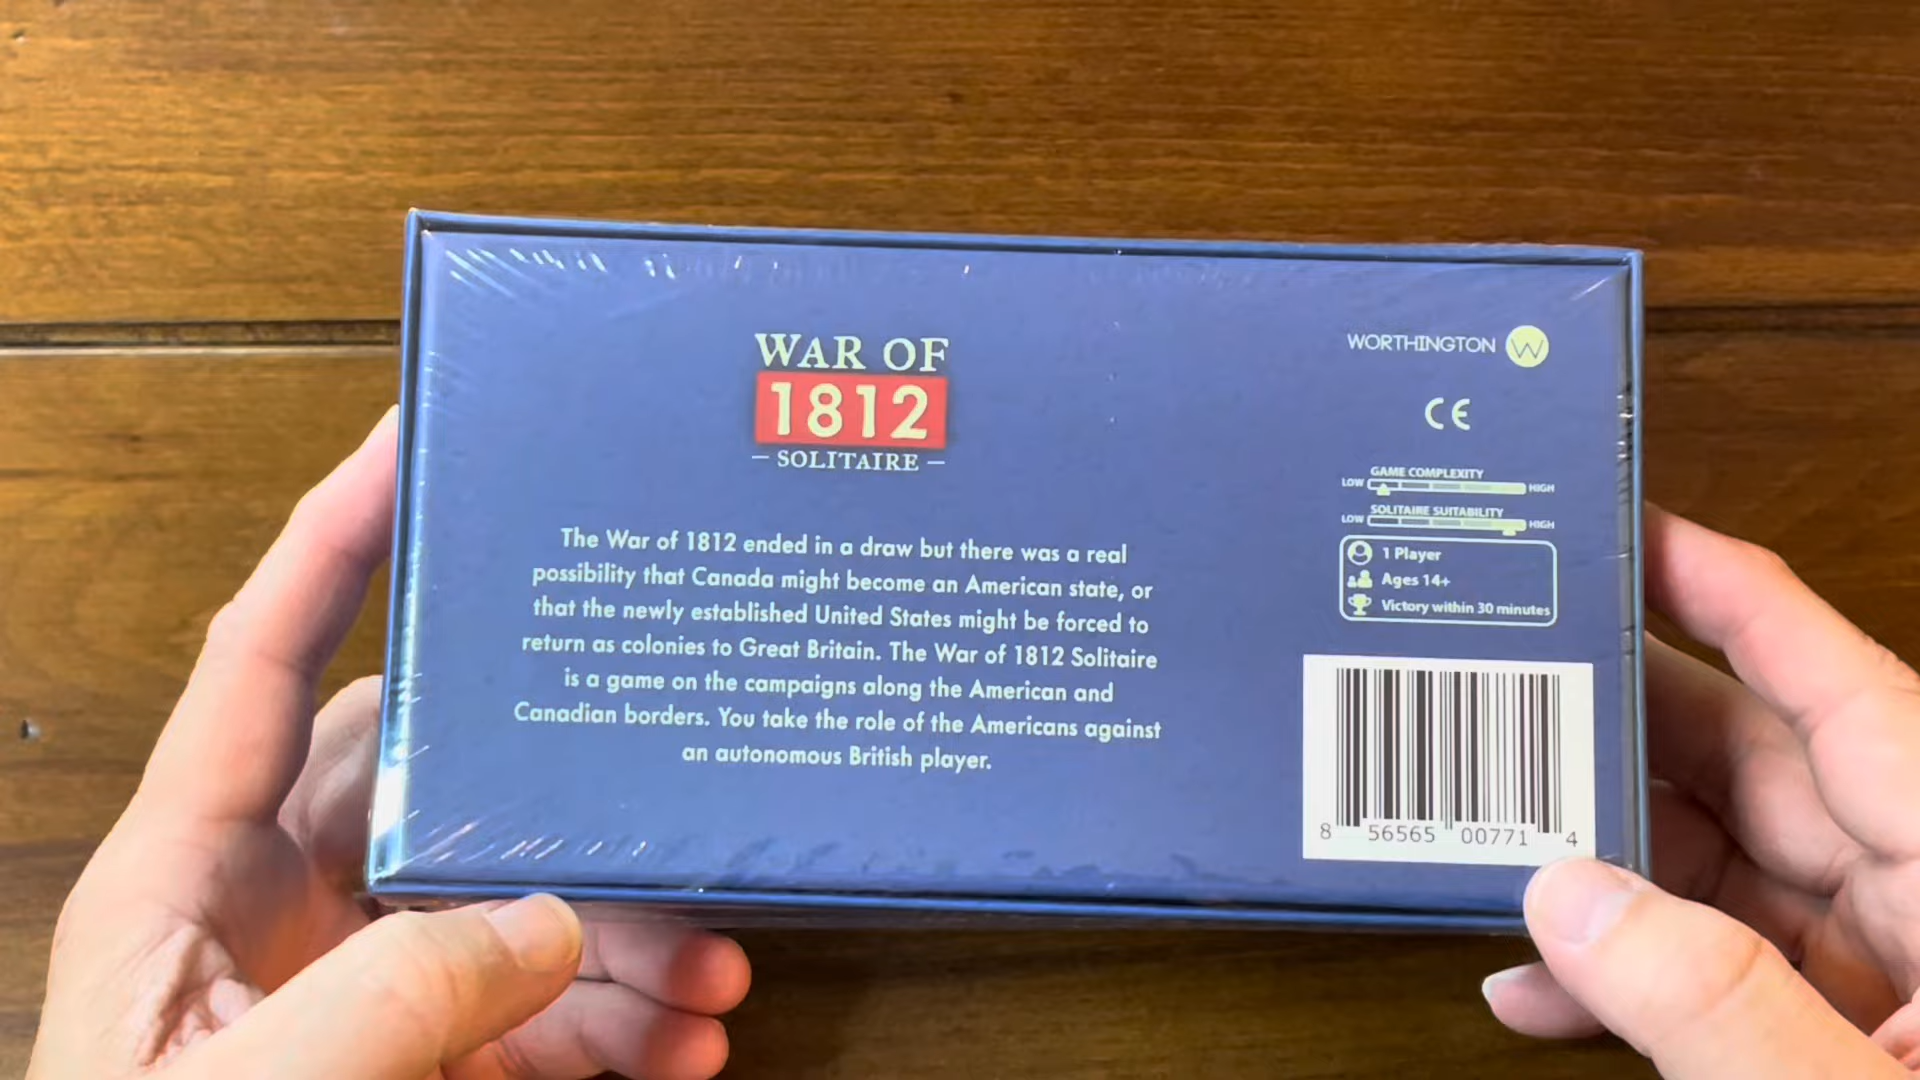 WAR OF
1812
– SOLITAIRE –
The War of 1812 ended in a draw but there was a real
possibility that Canada might become an American state, or
that the newly established United States might be forced to
return as colonies to Great Britain. The War of 1812 Solitaire
is a game on the campaigns along the American and
Canadian borders. You take the role of the Americans against
an autonomous British player.
WORTHINGTON W
CE
GAME COMPLEXITY
LOW HIGH
SOLITAIRE SUITABILITY
LOW HIGH
1 Player
Ages 14+
Victory within 30 minutes
8 56565 00771 4